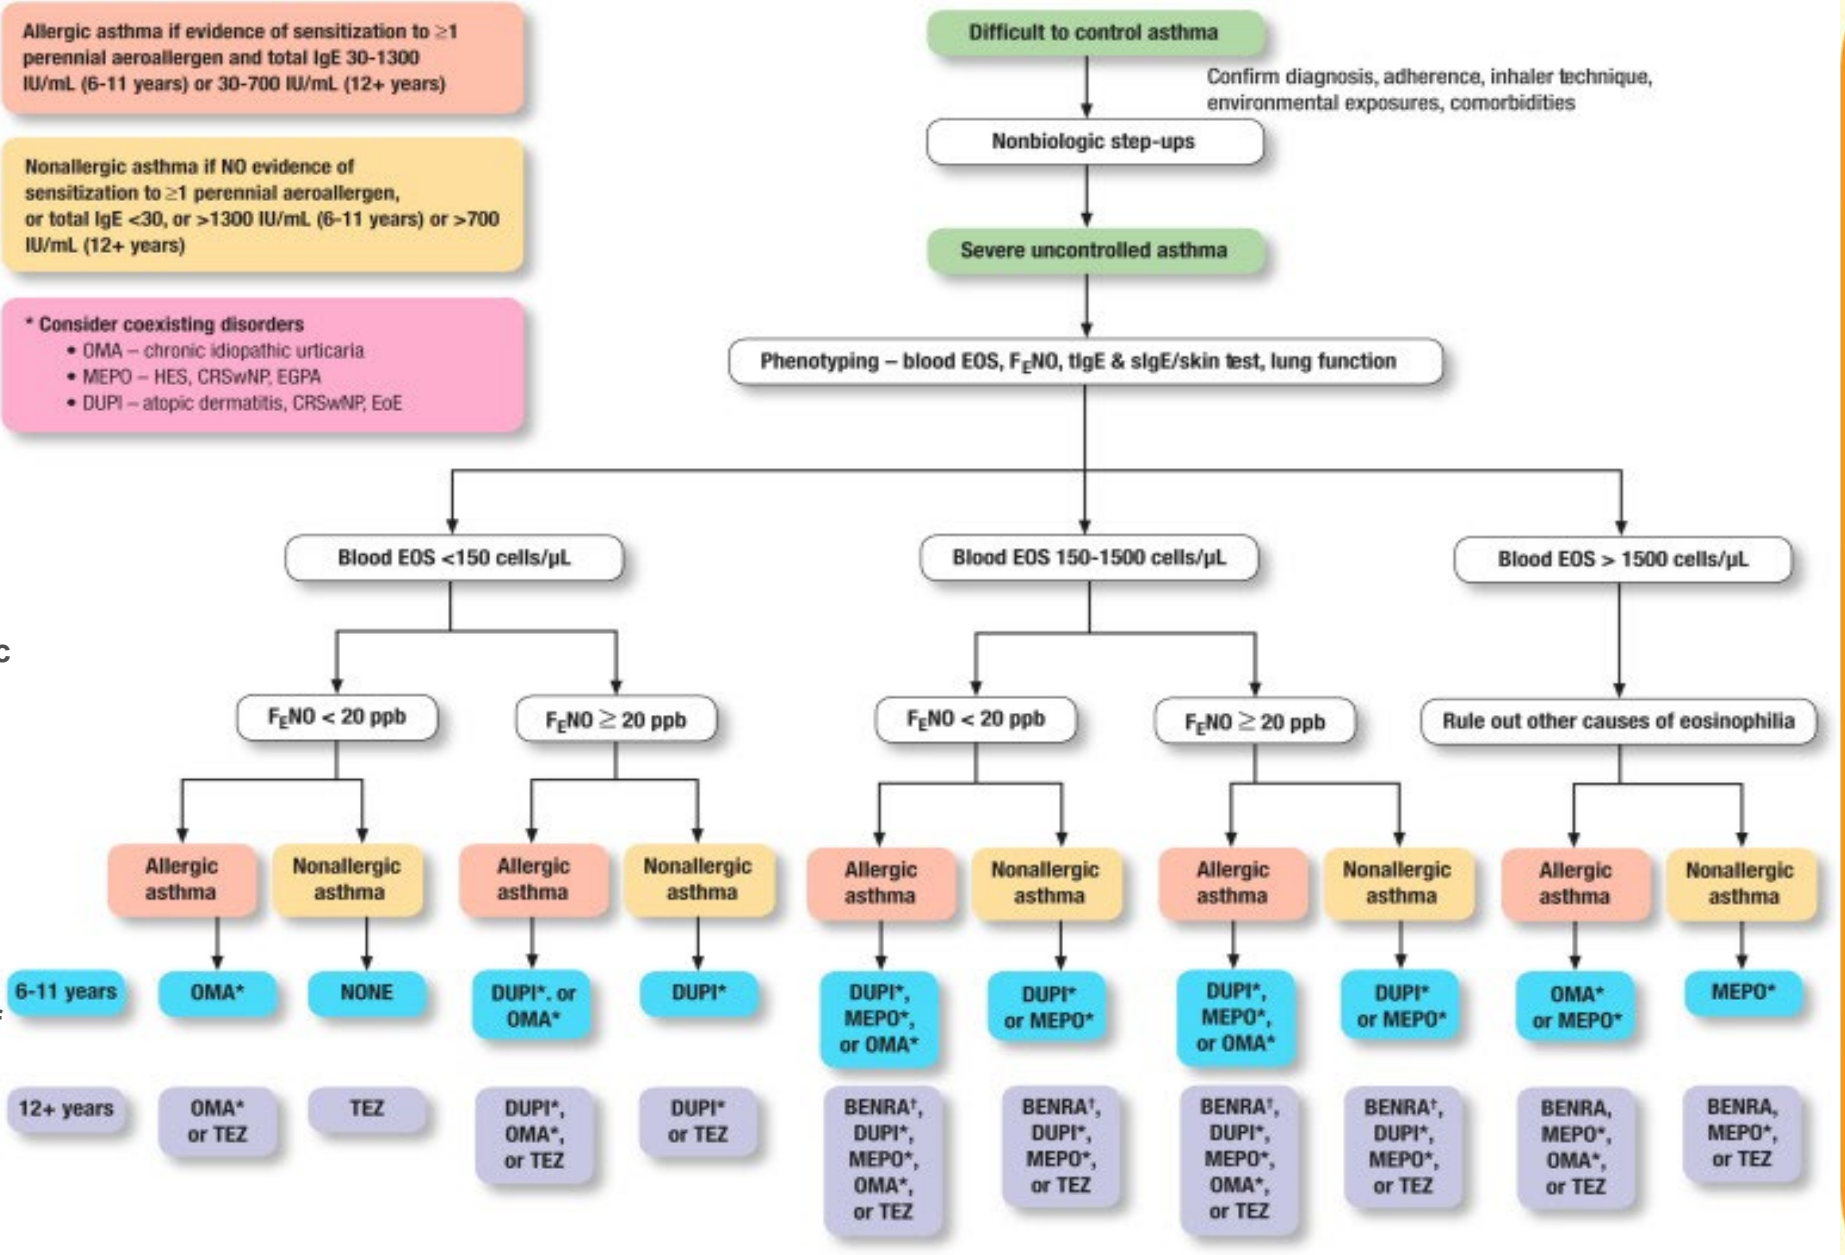 Allergic asthma if evidence of sensitization to ≥1
perennial aeroallergen and total IgE 30-1300
IU/mL (6-11 years) or 30-700 IU/mL (12+ years)
Nonallergic asthma if NO evidence of
sensitization to ≥1 perennial aeroallergen,
or total IgE <30, or >1300 IU/mL (6-11 years) or >700
IU/mL (12+ years)
* Consider coexisting disorders
• OMA – chronic idiopathic urticaria
• MEPO – HES, CRSwNP, EGPA
• DUPI – atopic dermatitis, CRSwNP, EoE
Difficult to control asthma
Confirm diagnosis, adherence, inhaler technique,
environmental exposures, comorbidities
Nonbiologic step-ups
Severe uncontrolled asthma
Phenotyping – blood EOS, FENO, tIgE & sIgE/skin test, lung function
Blood EOS <150 cells/µL
Blood EOS 150-1500 cells/µL
Blood EOS > 1500 cells/µL
c
FENO < 20 ppb
FENO ≥ 20 ppb
FENO < 20 ppb
FENO ≥ 20 ppb
Rule out other causes of eosinophilia
Allergic
asthma
Nonallergic
asthma
Allergic
asthma
Nonallergic
asthma
Allergic
asthma
Nonallergic
asthma
Allergic
asthma
Nonallergic
asthma
Allergic
asthma
Nonallergic
asthma
6-11 years
OMA*
NONE
DUPI*. or
OMA*
DUPI*
DUPI*,
MEPO*,
or OMA*
DUPI*
or MEPO*
DUPI*,
MEPO*,
or OMA*
DUPI*
or MEPO*
OMA*
or MEPO*
MEPO*
12+ years
OMA*
or TEZ
TEZ
DUPI*,
OMA*,
or TEZ
DUPI*
or TEZ
BENRA†,
DUPI*,
MEPO*,
OMA*,
or TEZ
BENRA†,
DUPI*,
MEPO*,
or TEZ
BENRA†,
DUPI*,
MEPO*,
OMA*,
or TEZ
BENRA†,
DUPI*,
MEPO*,
or TEZ
BENRA,
MEPO*,
OMA*,
or TEZ
BENRA,
MEPO*,
or TEZ